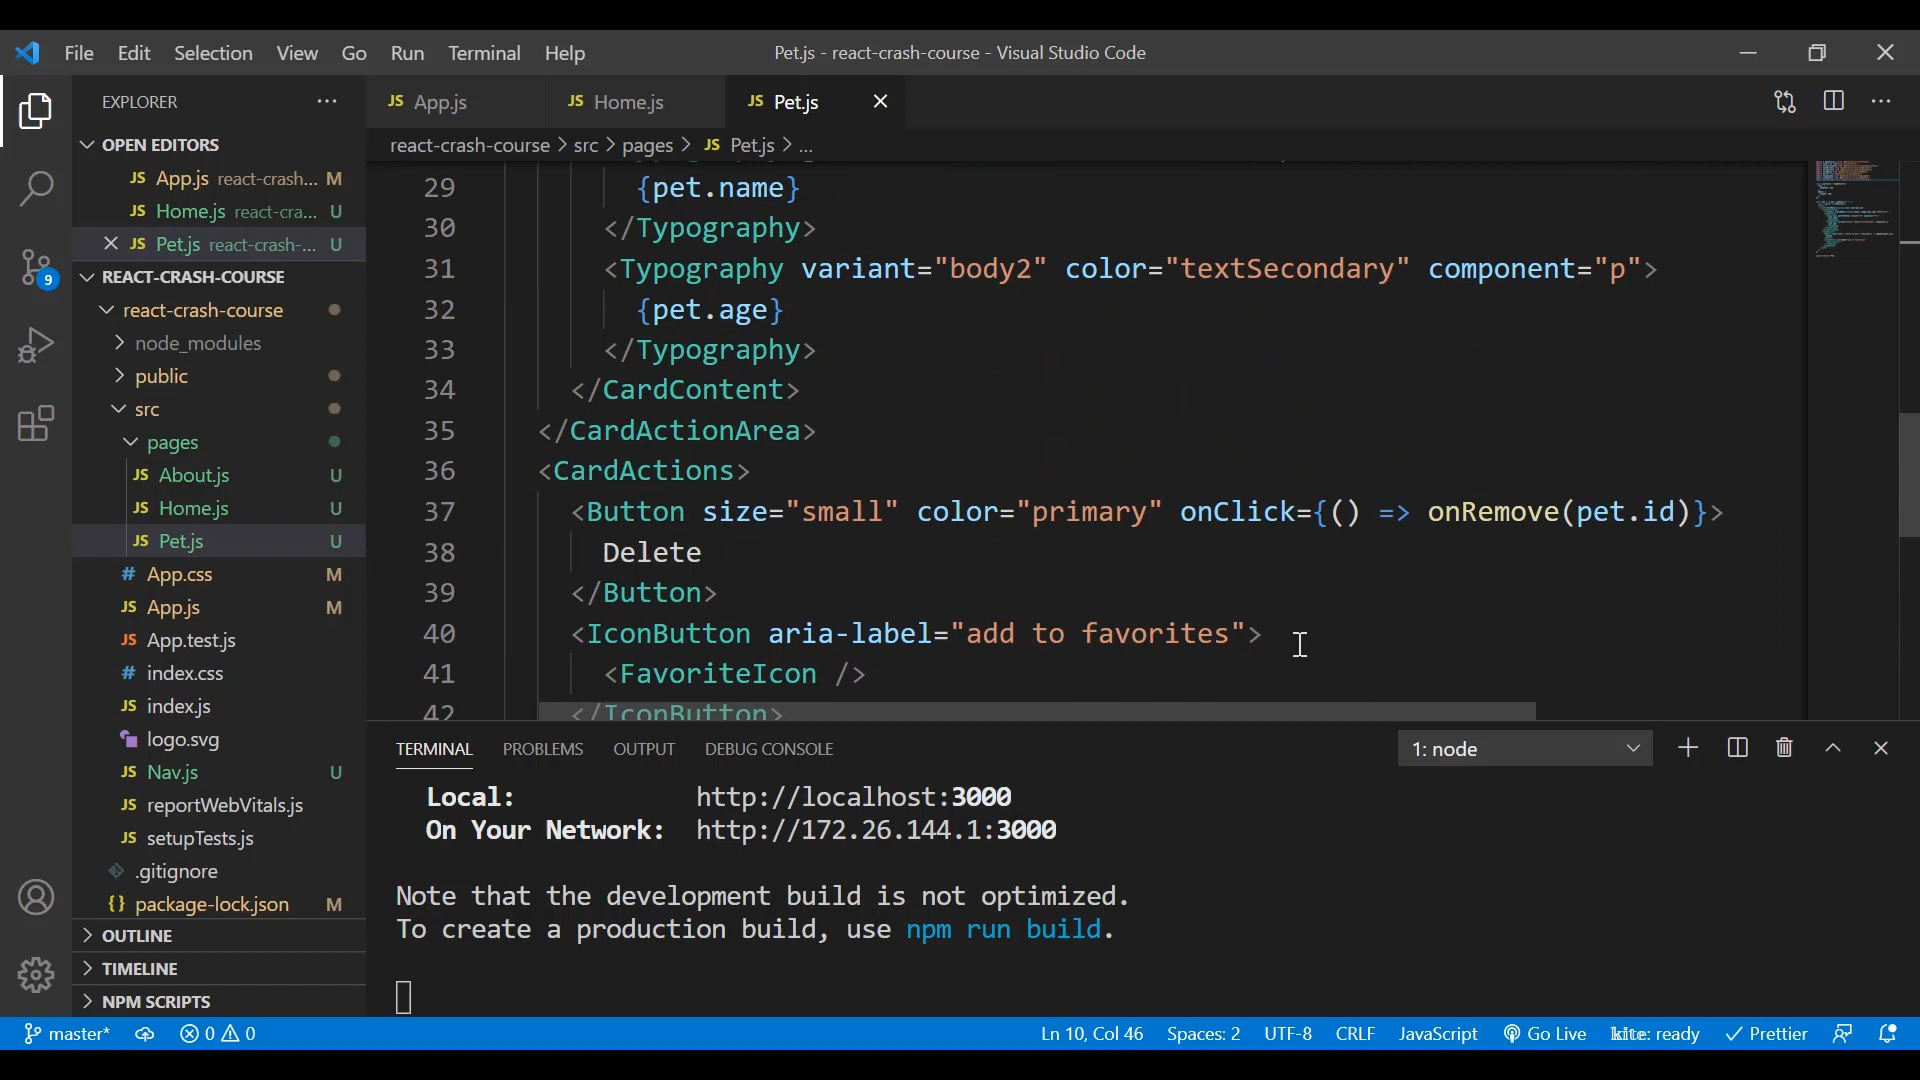 File Edit Selection View Go Run Terminal Help
Pet.js - react-crash-course - Visual Studio Code
EXPLORER
OPEN EDITORS
JS App.js react-crash... M
JS Home.js react-cra... U
JS Pet.js react-crash-... U
REACT-CRASH-COURSE
react-crash-course
node_modules
public
src
pages
JS About.js U
JS Home.js U
JS Pet.js U
# App.css M
JS App.js M
JS App.test.js
# index.css
JS index.js
logo.svg
JS Nav.js U
JS reportWebVitals.js
JS setupTests.js
.gitignore
{} package-lock.json M
OUTLINE
TIMELINE
NPM SCRIPTS
9
JS App.js JS Home.js JS Pet.js
react-crash-course > src > pages > JS Pet.js > ...
29 {pet.name}
30 </Typography>
31 <Typography variant="body2" color="textSecondary" component="p">
32 {pet.age}
33 </Typography>
34 </CardContent>
35 </CardActionArea>
36 <CardActions>
37 <Button size="small" color="primary" onClick={() => onRemove(pet.id)}>
38 Delete
39 </Button>
40 <IconButton aria-label="add to favorites">
41 <FavoriteIcon />
42 </IconButton>
TERMINAL PROBLEMS OUTPUT DEBUG CONSOLE
1: node
Local: http://localhost:3000
On Your Network: http://172.26.144.1:3000
Note that the development build is not optimized.
To create a production build, use npm run build.
master* 0 0 Ln 10, Col 46 Spaces: 2 UTF-8 CRLF JavaScript Go Live kite: ready Prettier